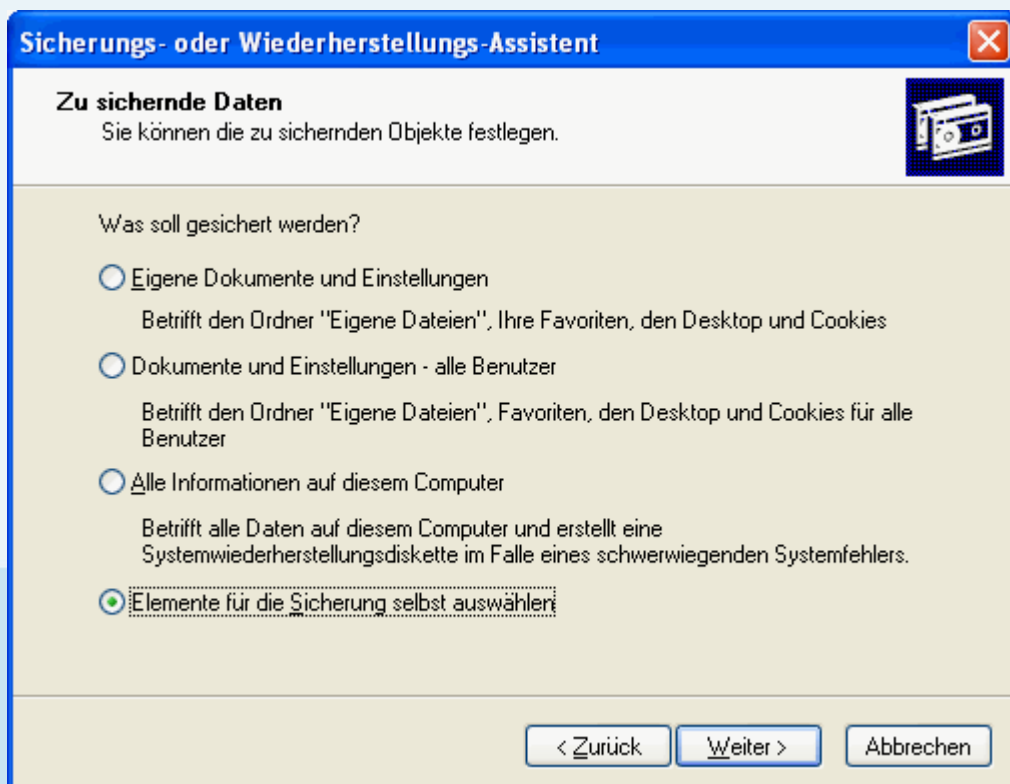 Sicherungs- oder Wiederherstellungs-Assistent
Zu sichernde Daten
Sie können die zu sichernden Objekte festlegen.
Was soll gesichert werden?
Eigene Dokumente und Einstellungen
Betrifft den Ordner "Eigene Dateien", Ihre Favoriten, den Desktop und Cookies
Dokumente und Einstellungen - alle Benutzer
Betrifft den Ordner "Eigene Dateien", Favoriten, den Desktop und Cookies für alle
Benutzer
Alle Informationen auf diesem Computer
Betrifft alle Daten auf diesem Computer und erstellt eine
Systemwiederherstellungsdiskette im Falle eines schwerwiegenden Systemfehlers.
Elemente für die Sicherung selbst auswählen
< Zurück Weiter > Abbrechen